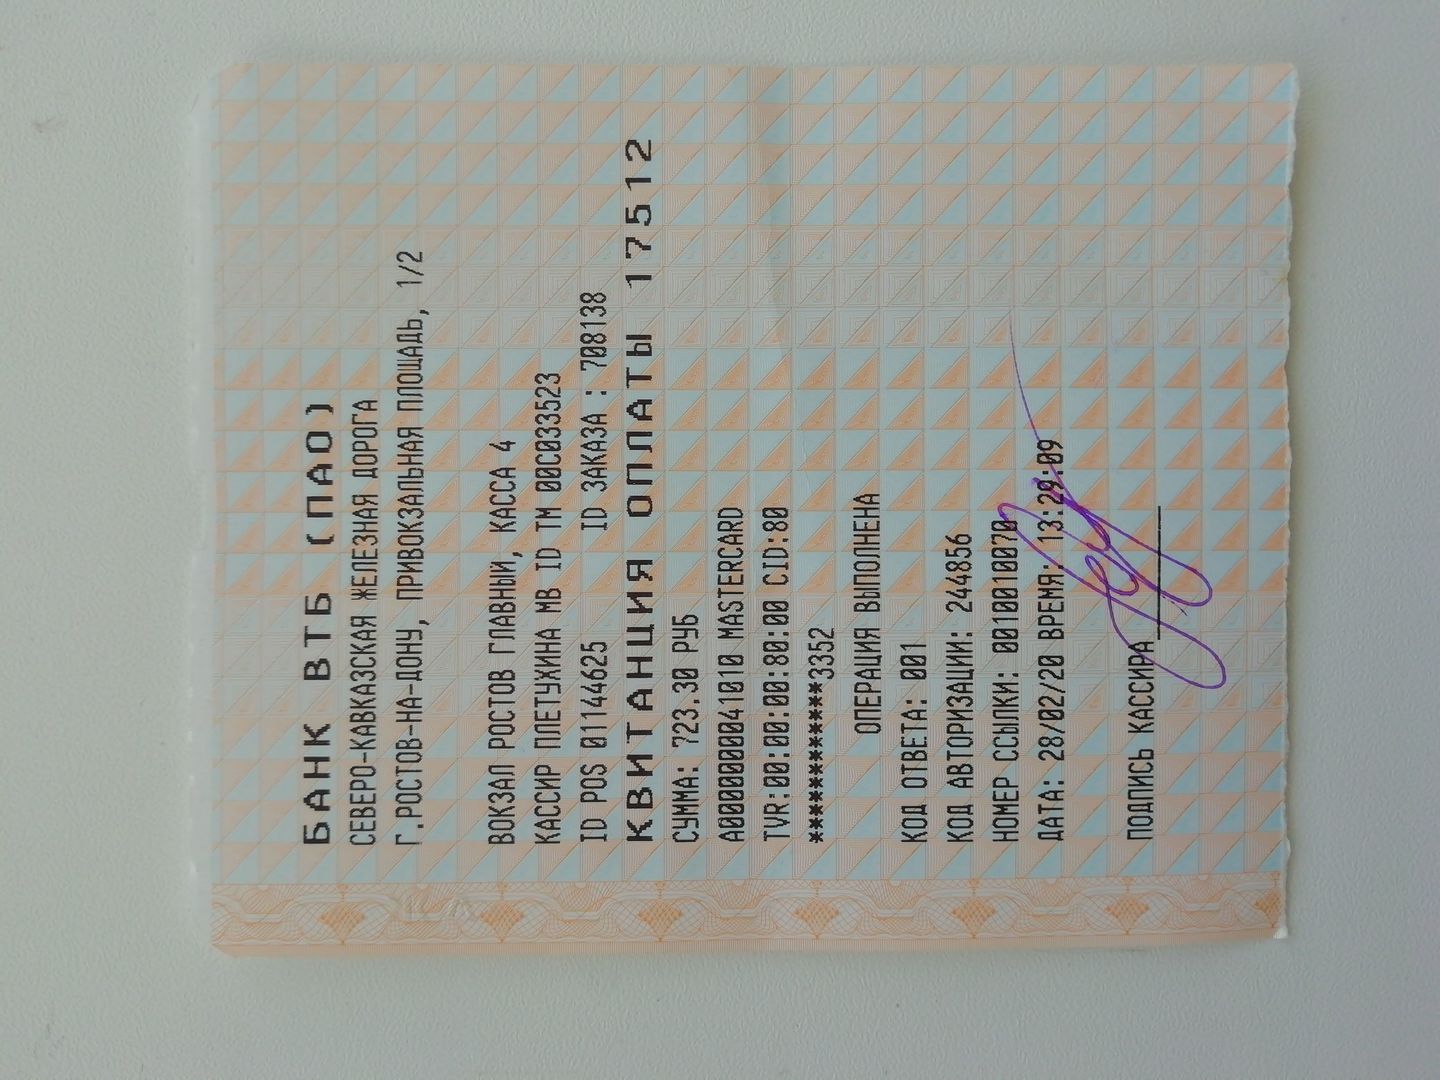 БАНК ВТБ (ПАО)
СЕВЕРО-КАВКАЗСКАЯ ЖЕЛЕЗНАЯ ДОРОГА
Г.РОСТОВ-НА-ДОНУ, ПРИВОКЗАЛЬНАЯ ПЛОЩАДЬ, 1/2
ВОКЗАЛ РОСТОВ ГЛАВНЫЙ, КАССА 4
КАССИР ПЛЕТУХИНА МВ ID ТМ 00C033523
ID POS 01144625 ID ЗАКАЗА : 708138
КВИТАНЦИЯ ОПЛАТЫ 17512
СУММА: 723.30 РУБ
A0000000041010 MASTERCARD
TVR:00:00:00:80:00 CID:80
************3352
ОПЕРАЦИЯ ВЫПОЛНЕНА
КОД ОТВЕТА: 001
КОД АВТОРИЗАЦИИ: 244856
НОМЕР ССЫЛКИ: 0010010070
ДАТА: 28/02/20 ВРЕМЯ: 13:29:09
ПОДПИСЬ КАССИРА